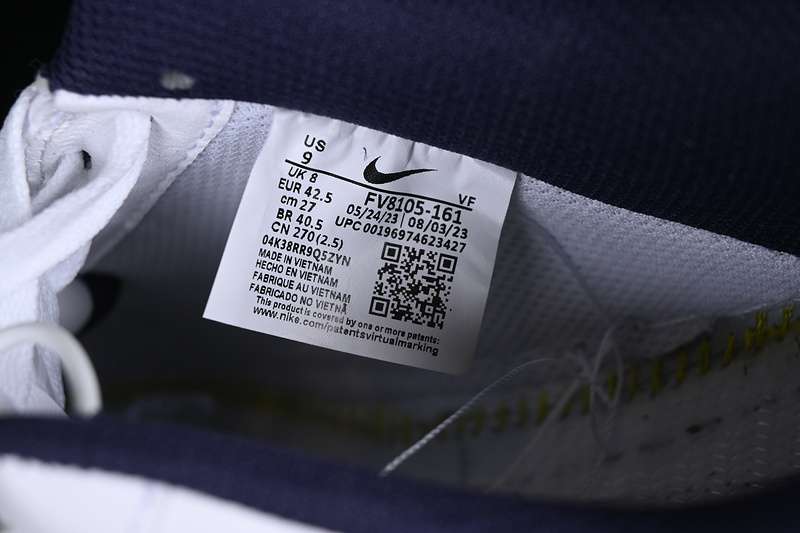 US
9
UK 8
EUR 42.5
cm 27
BR 40.5
CN 270(2.5)
04K38RR9Q5ZYN
MADE IN VIETNAM
HECHO EN VIETNAM
FABRIQUE AU VIETNAM
FABRICADO NO VIETNÃ
VF
FV8105-161
05/24/23 | 08/03/23
UPC 00196974623427
This product is covered by one or more patents:
www.nike.com/patentsvirtualmarking